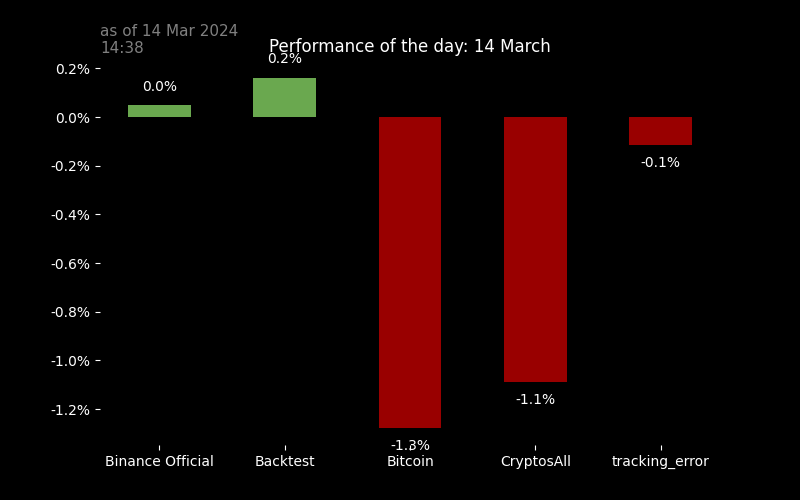 as of 14 Mar 2024
14:38
Performance of the day: 14 March
0.2%
0.0%
-0.2%
-0.4%
-0.6%
-0.8%
-1.0%
-1.2%
0.0%
0.2%
-1.3%
-1.1%
-0.1%
Binance Official
Backtest
Bitcoin
CryptosAll
tracking_error